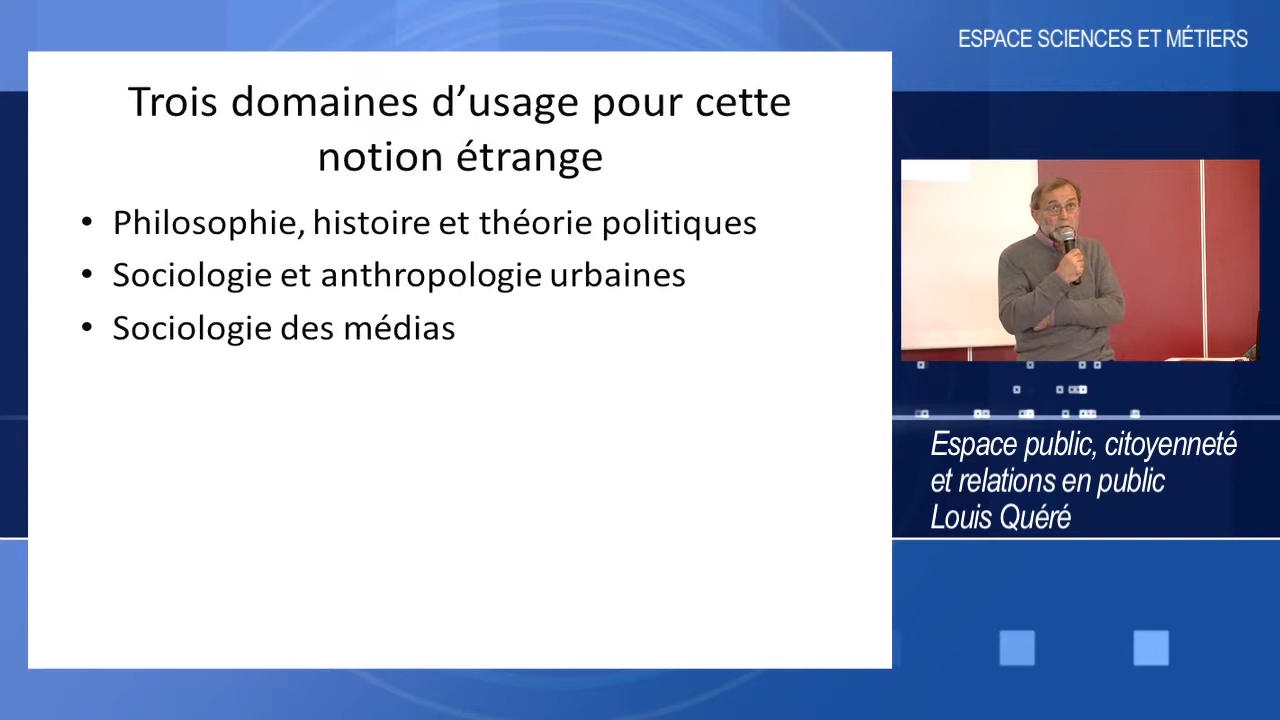 ESPACE SCIENCES ET MÉTIERS
Trois domaines d’usage pour cette
notion étrange
• Philosophie, histoire et théorie politiques
• Sociologie et anthropologie urbaines
• Sociologie des médias
Espace public, citoyenneté
et relations en public
Louis Quéré